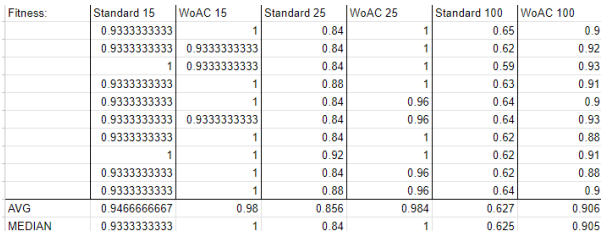 Fitness: Standard 15 WoAC 15 Standard 25 WoAC 25 Standard 100 WoAC 100
0.9333333333 1 0.84 1 0.65 0.9
0.9333333333 0.9333333333 0.84 1 0.62 0.92
1 0.9333333333 0.84 1 0.59 0.93
0.9333333333 1 0.88 1 0.63 0.91
0.9333333333 1 0.84 0.96 0.64 0.9
0.9333333333 0.9333333333 0.84 0.96 0.64 0.93
0.9333333333 1 0.84 1 0.62 0.88
1 1 0.92 1 0.62 0.91
0.9333333333 1 0.84 0.96 0.62 0.88
0.9333333333 1 0.88 0.96 0.64 0.9
AVG 0.9466666667 0.98 0.856 0.984 0.627 0.906
MEDIAN 0.9333333333 1 0.84 1 0.625 0.905